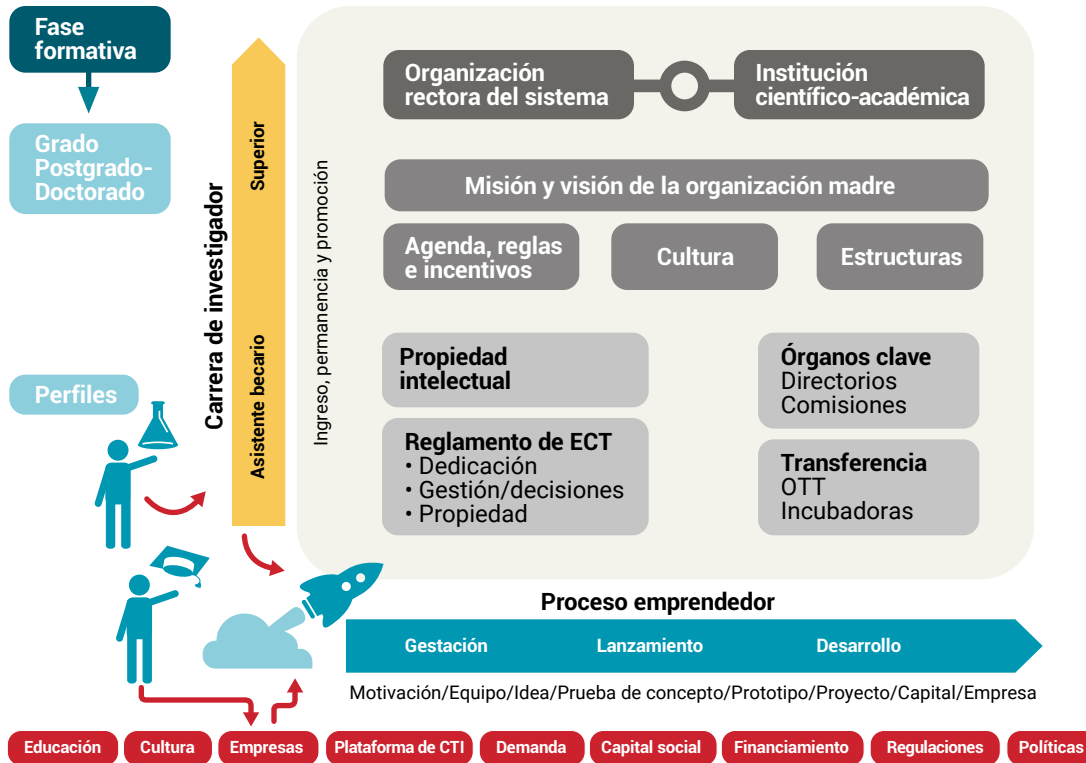 Fase
formativa
Grado
Postgrado-
Doctorado
Perfiles
Carrera de investigador
Superior
Asistente becario
Ingreso, permanencia y promoción
Organización
rectora del sistema
Institución
científico-académica
Misión y visión de la organización madre
Agenda, reglas
e incentivos
Cultura
Estructuras
Propiedad
intelectual
Órganos clave
Directorios
Comisiones
Reglamento de ECT
• Dedicación
• Gestión/decisiones
• Propiedad
Transferencia
OTT
Incubadoras
Proceso emprendedor
Gestación
Lanzamiento
Desarrollo
Motivación/Equipo/Idea/Prueba de concepto/Prototipo/Proyecto/Capital/Empresa
Educación
Cultura
Empresas
Plataforma de CTI
Demanda
Capital social
Financiamiento
Regulaciones
Políticas